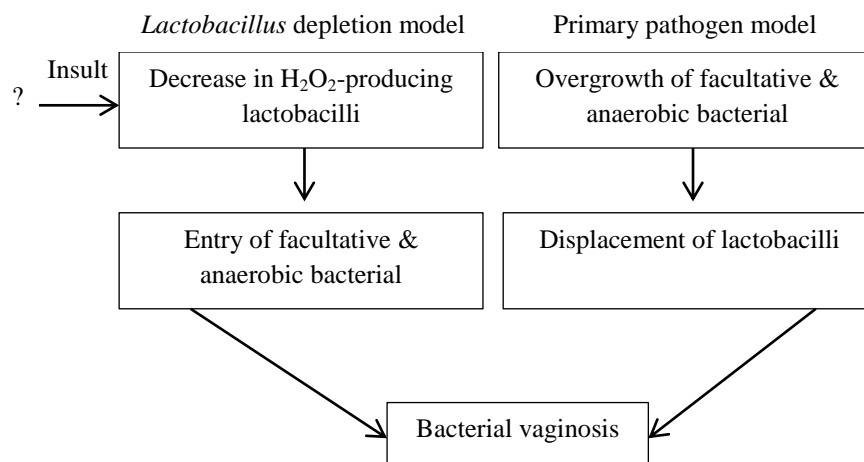 Lactobacillus depletion model
Primary pathogen model
Insult
?
Decrease in H₂O₂-producing
lactobacilli
Overgrowth of facultative &
anaerobic bacterial
Entry of facultative &
anaerobic bacterial
Displacement of lactobacilli
Bacterial vaginosis